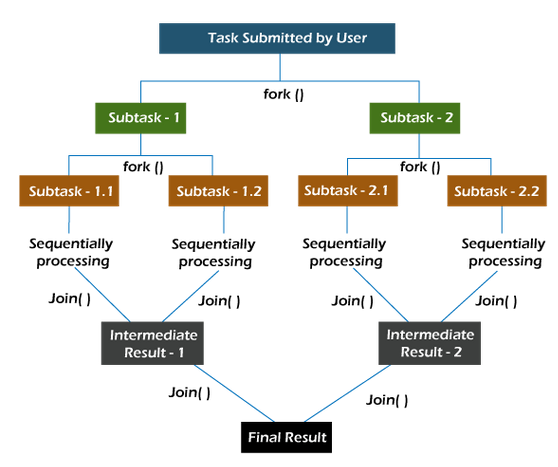 Task Submitted by User
fork ()
Subtask - 1
Subtask - 2
fork ()
fork ()
Subtask - 1.1
Subtask - 1.2
Subtask - 2.1
Subtask - 2.2
Sequentially
processing
Sequentially
processing
Sequentially
processing
Sequentially
processing
Join( )
Join( )
Join( )
Join( )
Intermediate
Result - 1
Intermediate
Result - 2
Join( )
Join( )
Final Result